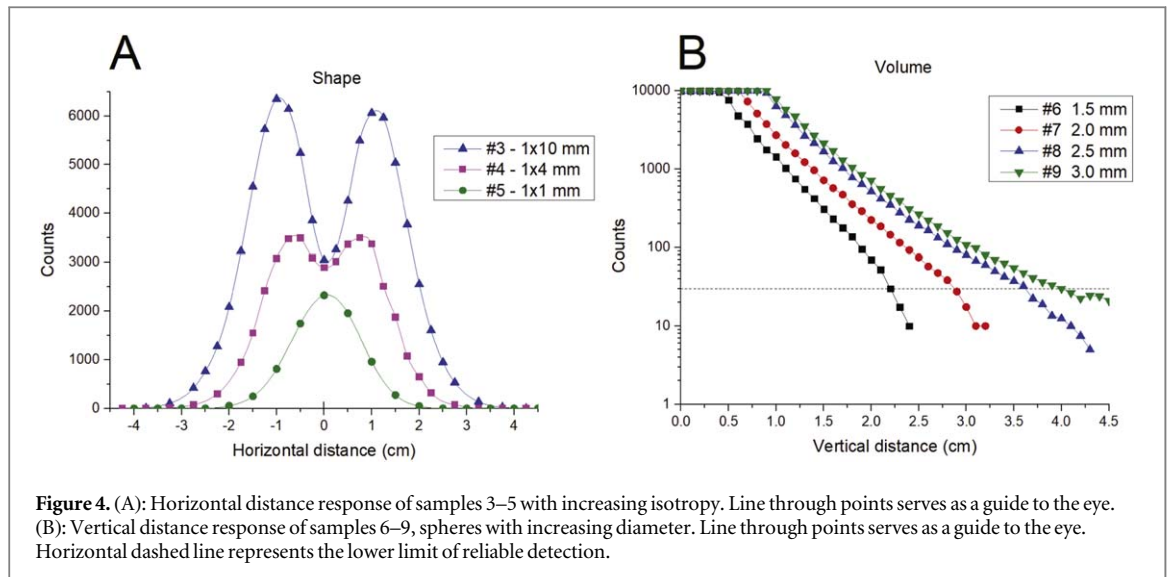 A
Shape
6000
5000
4000
3000
2000
1000
0
Counts
#3 - 1x10 mm
#4 - 1x4 mm
#5 - 1x1 mm
-4 -3 -2 -1 0 1 2 3 4
Horizontal distance (cm)
B
Volume
10000
1000
100
10
1
Counts
#6 1.5 mm
#7 2.0 mm
#8 2.5 mm
#9 3.0 mm
0.0 0.5 1.0 1.5 2.0 2.5 3.0 3.5 4.0 4.5
Vertical distance (cm)
Figure 4. (A): Horizontal distance response of samples 3–5 with increasing isotropy. Line through points serves as a guide to the eye.
(B): Vertical distance response of samples 6–9, spheres with increasing diameter. Line through points serves as a guide to the eye.
Horizontal dashed line represents the lower limit of reliable detection.